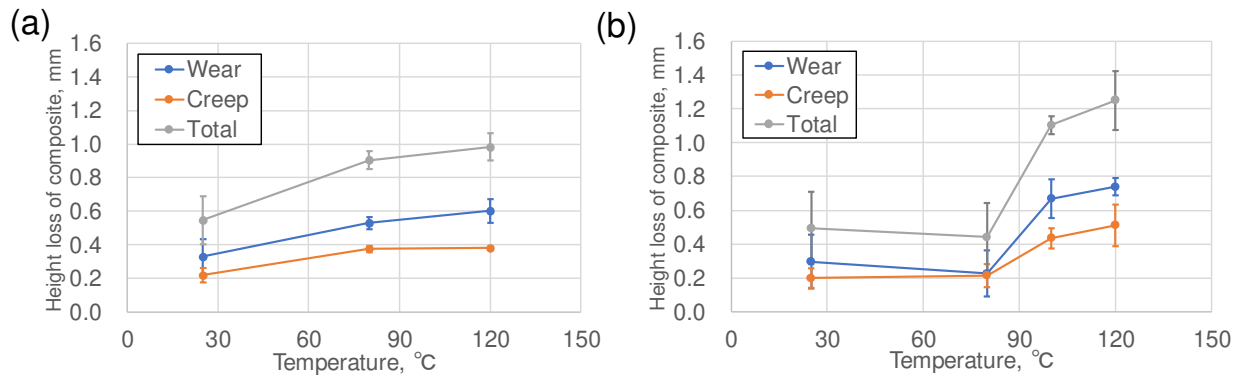 (a)
Height loss of composite, mm
1.6
1.4
1.2
1.0
0.8
0.6
0.4
0.2
0.0
Wear
Creep
Total
0 30 60 90 120 150
Temperature, ℃
(b)
Height loss of composite, mm
1.6
1.4
1.2
1.0
0.8
0.6
0.4
0.2
0.0
Wear
Creep
Total
0 30 60 90 120 150
Temperature, ℃